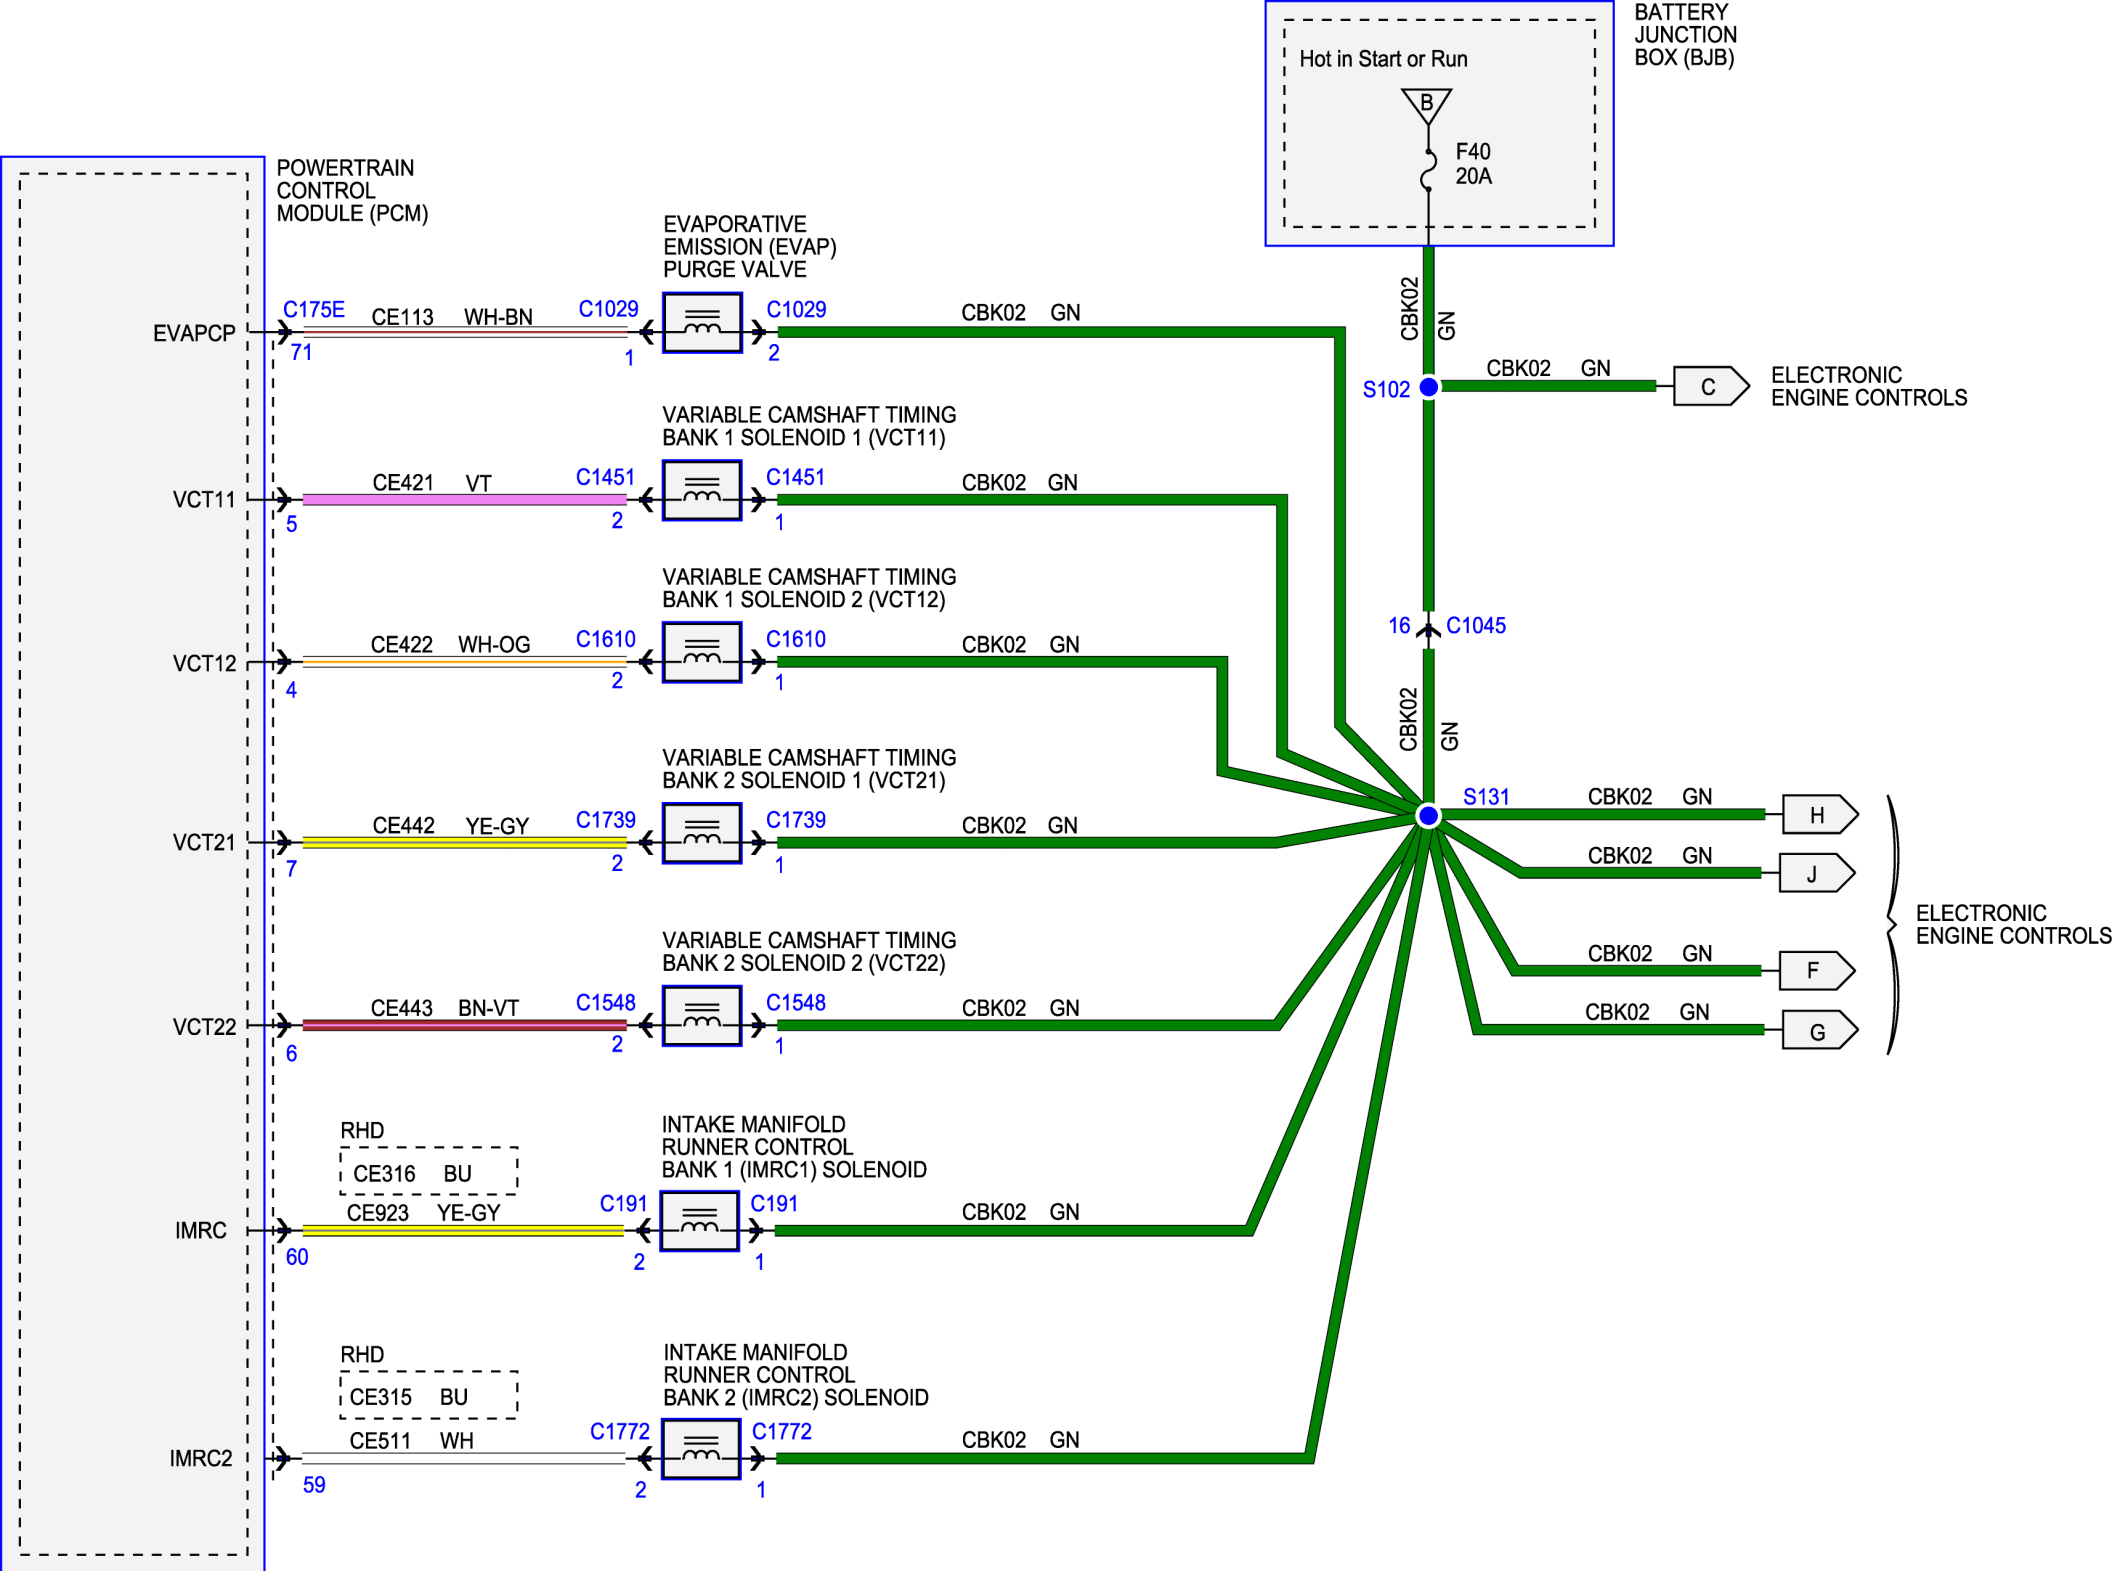 BATTERY
JUNCTION
BOX (BJB)
Hot in Start or Run
B
F40
20A
POWERTRAIN
CONTROL
MODULE (PCM)
EVAPORATIVE
EMISSION (EVAP)
PURGE VALVE
EVAPCP
C175E
71
CE113 WH-BN
C1029
1
C1029
2
CBK02 GN
CBK02
GN
S102
CBK02 GN
C
ELECTRONIC
ENGINE CONTROLS
VARIABLE CAMSHAFT TIMING
BANK 1 SOLENOID 1 (VCT11)
VCT11
5
CE421 VT
C1451
2
C1451
1
CBK02 GN
VARIABLE CAMSHAFT TIMING
BANK 1 SOLENOID 2 (VCT12)
VCT12
4
CE422 WH-OG
C1610
2
C1610
1
CBK02 GN
16 C1045
CBK02
GN
VARIABLE CAMSHAFT TIMING
BANK 2 SOLENOID 1 (VCT21)
VCT21
7
CE442 YE-GY
C1739
2
C1739
1
CBK02 GN
S131
CBK02 GN
H
CBK02 GN
J
CBK02 GN
F
CBK02 GN
G
ELECTRONIC
ENGINE CONTROLS
VARIABLE CAMSHAFT TIMING
BANK 2 SOLENOID 2 (VCT22)
VCT22
6
CE443 BN-VT
C1548
2
C1548
1
CBK02 GN
INTAKE MANIFOLD
RUNNER CONTROL
BANK 1 (IMRC1) SOLENOID
RHD
CE316 BU
CE923 YE-GY
IMRC
60
C191
2
C191
1
CBK02 GN
INTAKE MANIFOLD
RUNNER CONTROL
BANK 2 (IMRC2) SOLENOID
RHD
CE315 BU
CE511 WH
IMRC2
59
C1772
2
C1772
1
CBK02 GN